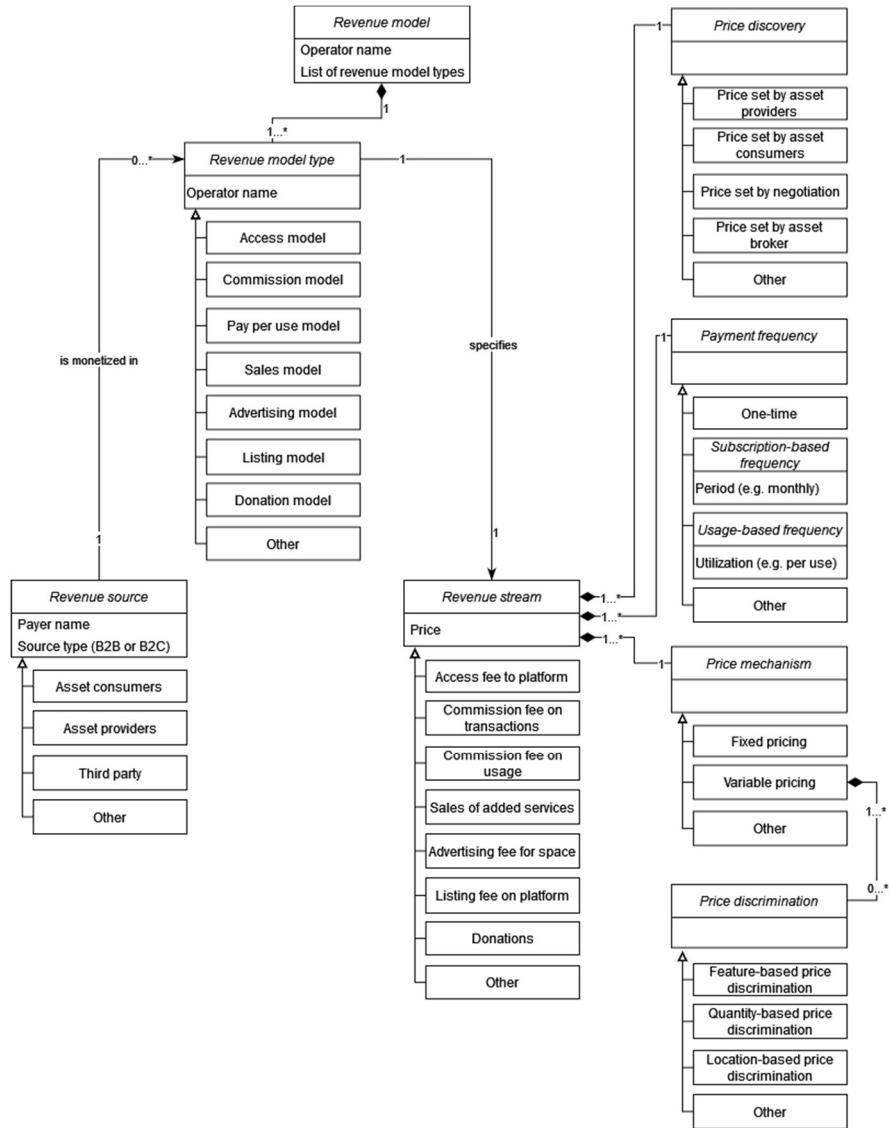 Revenue model
Operator name
List of revenue model types
1
1...*
0...*
Revenue model type
Operator name
1
Access model
Commission model
Pay per use model
Sales model
Advertising model
Listing model
Donation model
Other
is monetized in
specifies
1
1
Revenue source
Payer name
Source type (B2B or B2C)
Asset consumers
Asset providers
Third party
Other
Revenue stream
Price
1...*
1...*
1...*
Access fee to platform
Commission fee on
transactions
Commission fee on
usage
Sales of added services
Advertising fee for space
Listing fee on platform
Donations
Other
1
Price discovery
Price set by asset
providers
Price set by asset
consumers
Price set by negotiation
Price set by asset
broker
Other
1
Payment frequency
One-time
Subscription-based
frequency
Period (e.g. monthly)
Usage-based frequency
Utilization (e.g. per use)
Other
1
Price mechanism
Fixed pricing
Variable pricing
Other
1...*
0...*
Price discrimination
Feature-based price
discrimination
Quantity-based price
discrimination
Location-based price
discrimination
Other